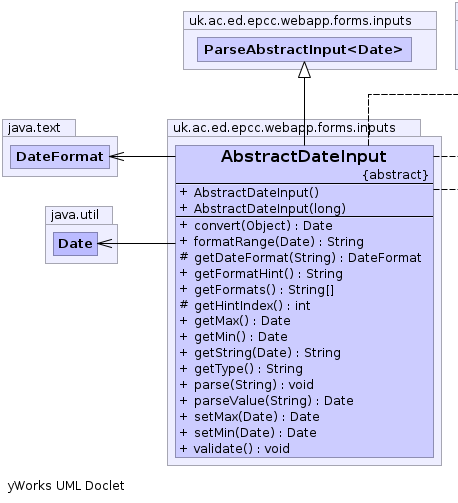 uk.ac.ed.epcc.webapp.forms.inputs
ParseAbstractInput<Date>
java.text
DateFormat
uk.ac.ed.epcc.webapp.forms.inputs
AbstractDateInput
{abstract}
+ AbstractDateInput()
+ AbstractDateInput(long)
+ convert(Object) : Date
+ formatRange(Date) : String
# getDateFormat(String) : DateFormat
+ getFormatHint() : String
+ getFormats() : String[]
# getHintIndex() : int
+ getMax() : Date
+ getMin() : Date
+ getString(Date) : String
+ getType() : String
+ parse(String) : void
+ parseValue(String) : Date
+ setMax(Date) : Date
+ setMin(Date) : Date
+ validate() : void
java.util
Date
yWorks UML Doclet